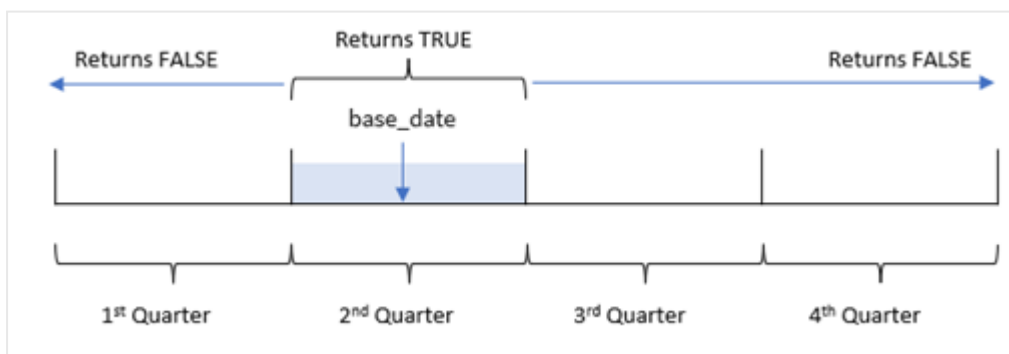 Returns TRUE
Returns FALSE
Returns FALSE
base_date
1st Quarter
2nd Quarter
3rd Quarter
4th Quarter